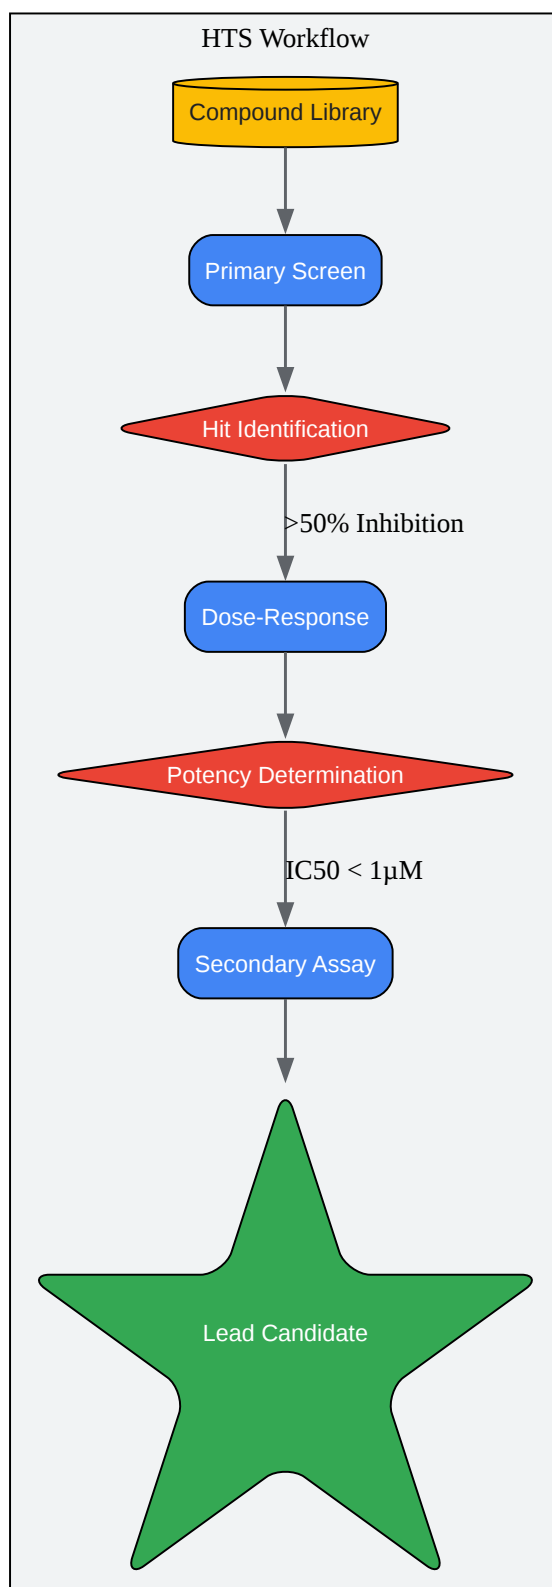 HTS Workflow
Compound Library
Primary Screen
Hit Identification
>50% Inhibition
Dose-Response
Potency Determination
IC50 < 1µM
Secondary Assay
Lead Candidate